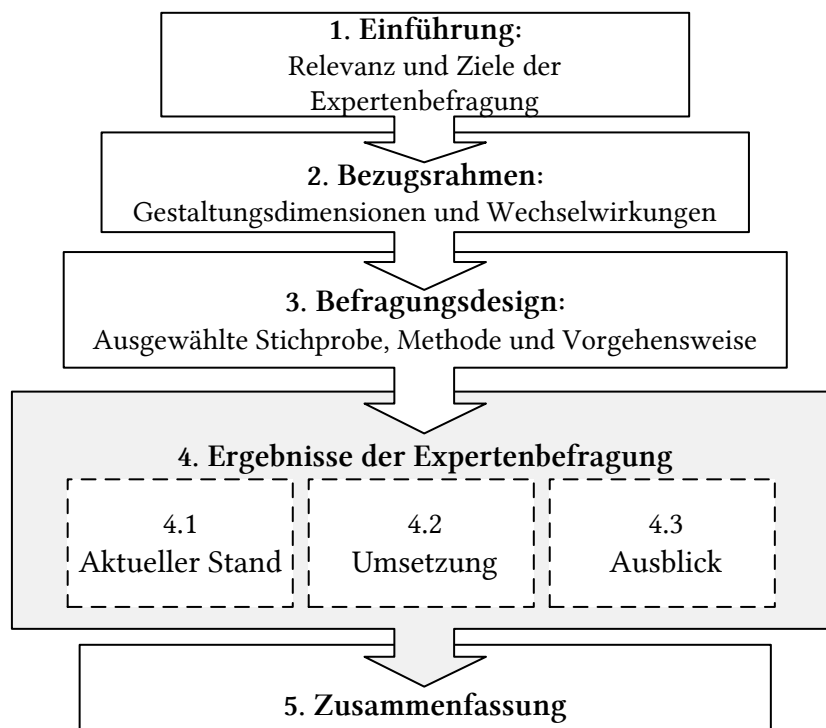 1. Einführung:
Relevanz und Ziele der
Expertenbefragung
2. Bezugsrahmen:
Gestaltungsdimensionen und Wechselwirkungen
3. Befragungsdesign:
Ausgewählte Stichprobe, Methode und Vorgehensweise
4. Ergebnisse der Expertenbefragung
4.1
Aktueller Stand
4.2
Umsetzung
4.3
Ausblick
5. Zusammenfassung